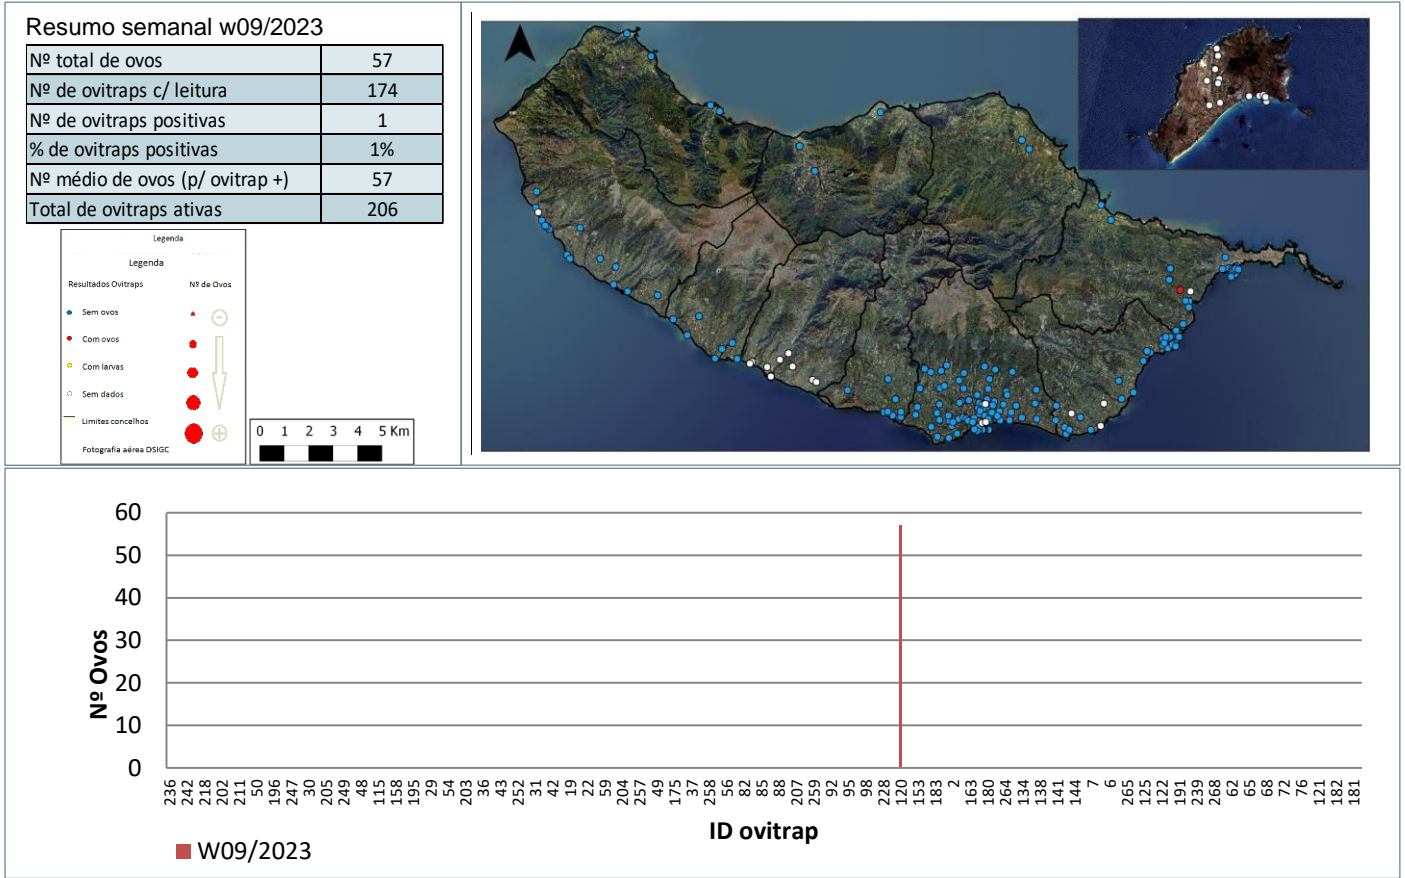 Resumo semanal w09/2023
Nº total de ovos 57
Nº de ovitraps c/ leitura 174
Nº de ovitraps positivas 1
% de ovitraps positivas 1%
Nº médio de ovos (p/ ovitrap +) 57
Total de ovitraps ativas 206
Legenda
Legenda
Resultados Ovitraps Nº de Ovos
Sem ovos
Com ovos
Com larvas
Sem dados
Limites concelhos
Fotografia aérea DSIGC
0 1 2 3 4 5 Km
60
50
40
30
20
10
0
Nº Ovos
236 242 218 202 211 50 196 247 30 205 249 48 115 158 195 29 54 203 36 43 252 31 42 19 22 59 204 257 49 175 37 258 56 82 85 88 207 259 92 95 98 228 120 153 183 2 163 180 264 134 138 141 144 7 6 265 125 122 191 239 268 62 65 68 72 76 121 182 181
ID ovitrap
W09/2023